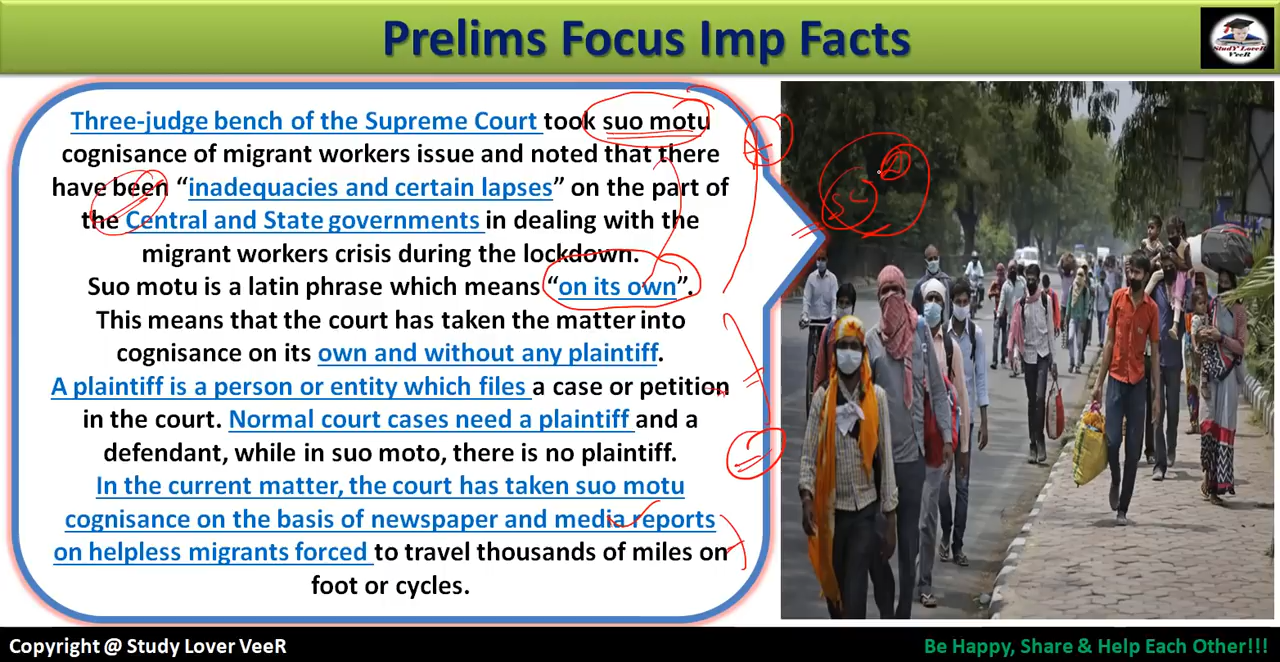 Prelims Focus Imp Facts
StudY LoveR
VeeR
Three-judge bench of the Supreme Court took suo motu
cognisance of migrant workers issue and noted that there
have been “inadequacies and certain lapses” on the part of
the Central and State governments in dealing with the
migrant workers crisis during the lockdown.
Suo motu is a latin phrase which means “on its own”.
This means that the court has taken the matter into
cognisance on its own and without any plaintiff.
A plaintiff is a person or entity which files a case or petition
in the court. Normal court cases need a plaintiff and a
defendant, while in suo moto, there is no plaintiff.
In the current matter, the court has taken suo motu
cognisance on the basis of newspaper and media reports
on helpless migrants forced to travel thousands of miles on
foot or cycles.
Copyright @ Study Lover VeeR
Be Happy, Share & Help Each Other!!!